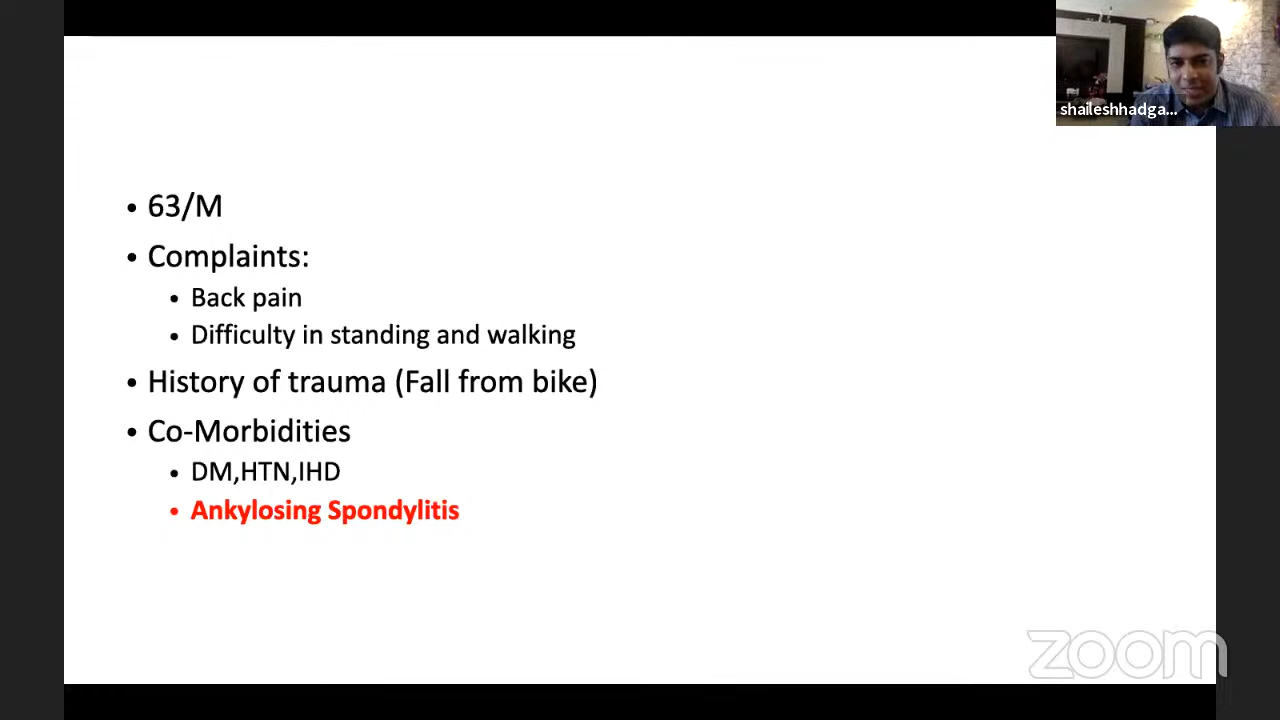 shaileshhadga...
• 63/M
• Complaints:
• Back pain
• Difficulty in standing and walking
• History of trauma (Fall from bike)
• Co-Morbidities
• DM,HTN,IHD
• Ankylosing Spondylitis
zoom